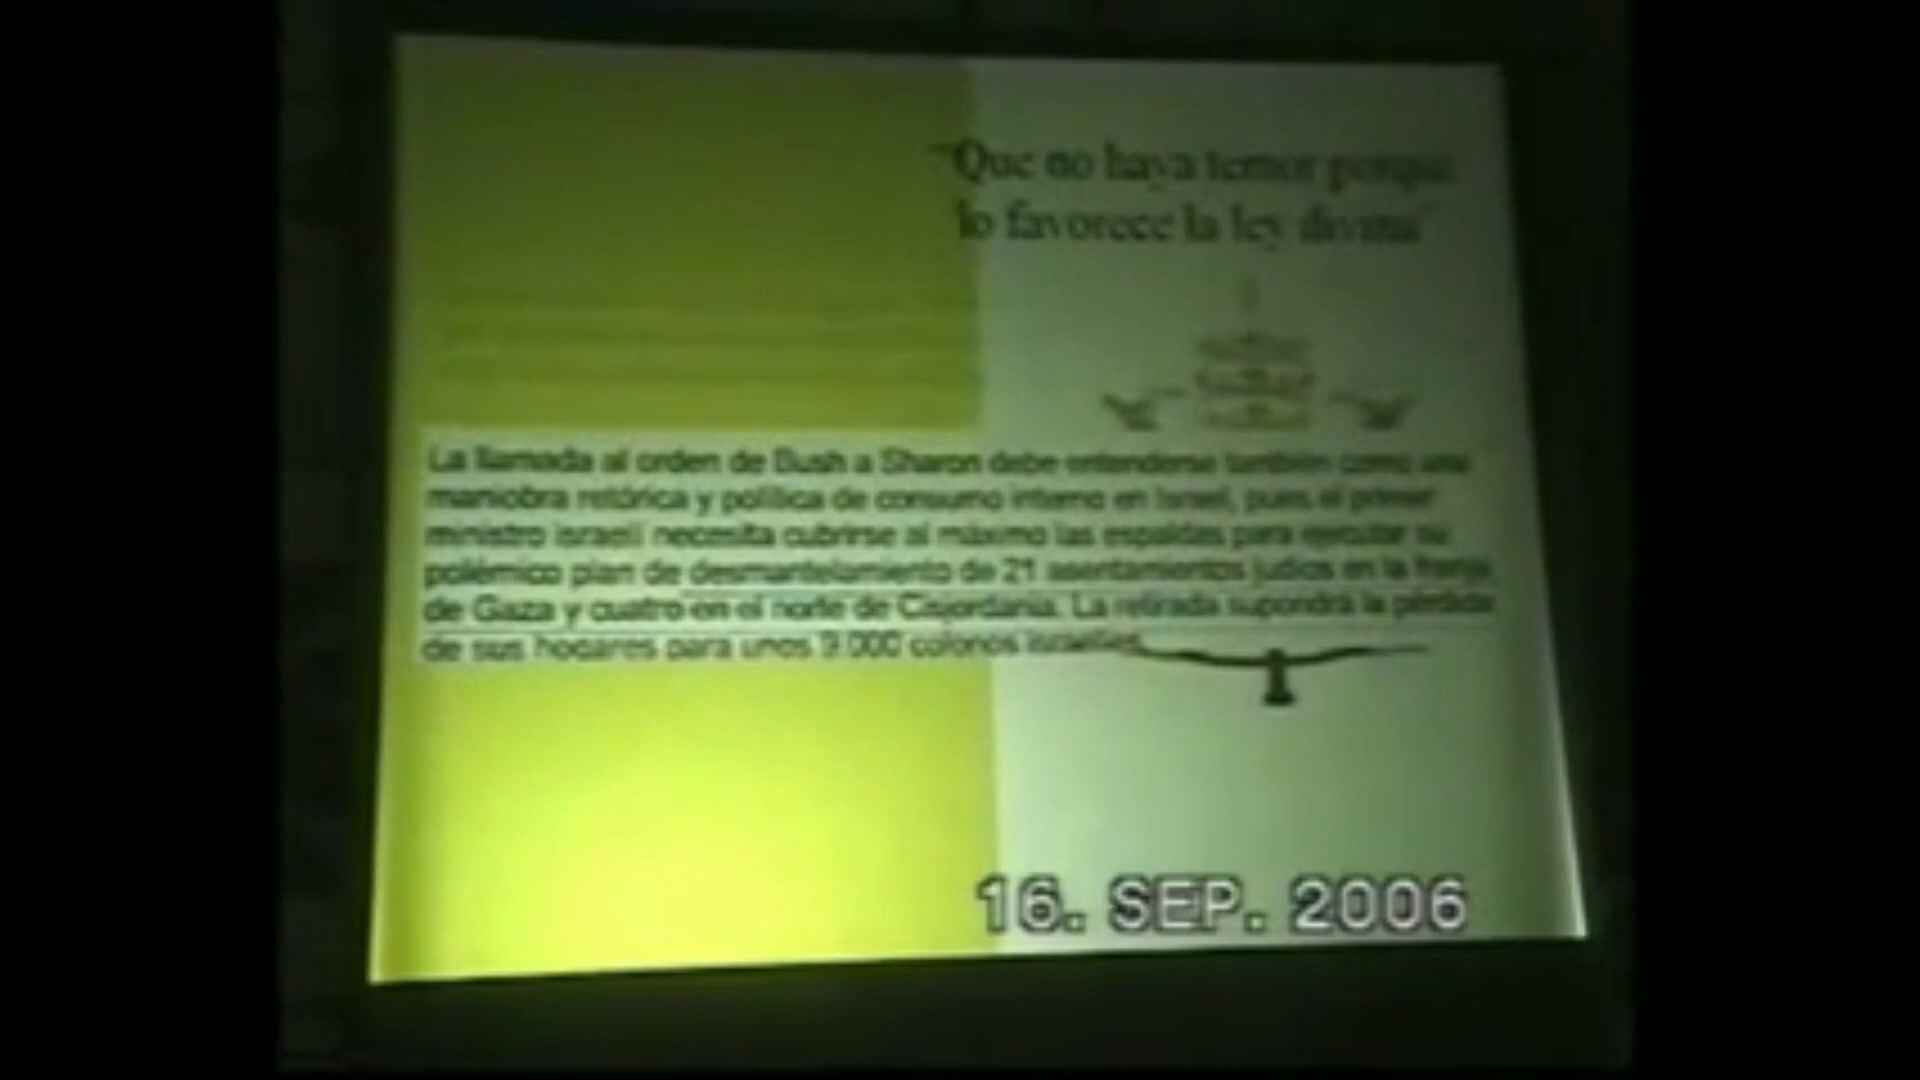 "Que no haya temor porque
lo favorece la ley divina"
La llamada al orden de Bush a Sharon debe entenderse también como una
maniobra retórica y política de consumo interno en Israel, pues el primer
ministro israelí necesita cubrirse al máximo las espaldas para ejecutar su
polémico plan de desmantelamiento de 21 asentamientos judíos en la franja
de Gaza y cuatro en el norte de Cisjordania. La retirada supondrá la pérdida
de sus hogares para unos 9.000 colonos israelíes.
16. SEP. 2006